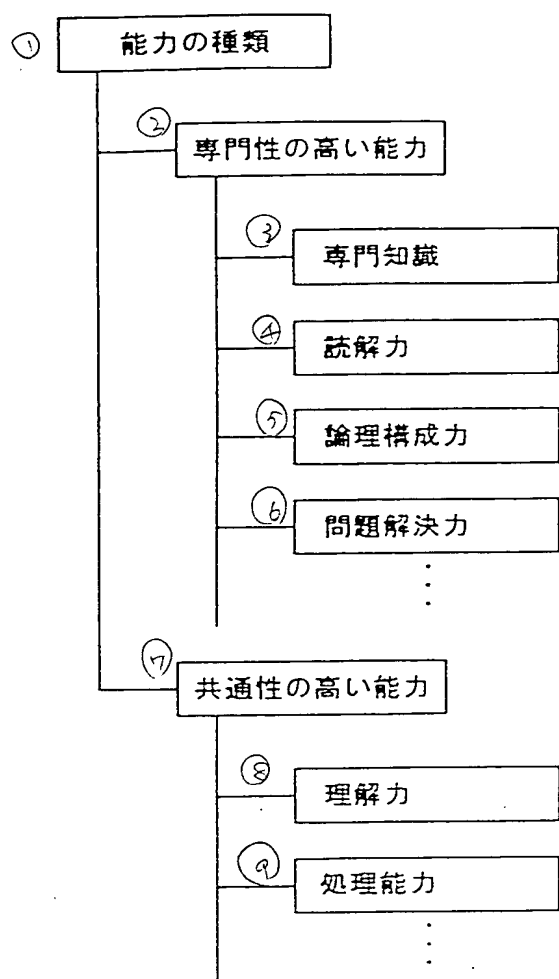 ① 能力の種類
② 専門性の高い能力
③ 専門知識
④ 読解力
⑤ 論理構成力
⑥ 問題解決力
⑦ 共通性の高い能力
⑧ 理解力
⑨ 処理能力